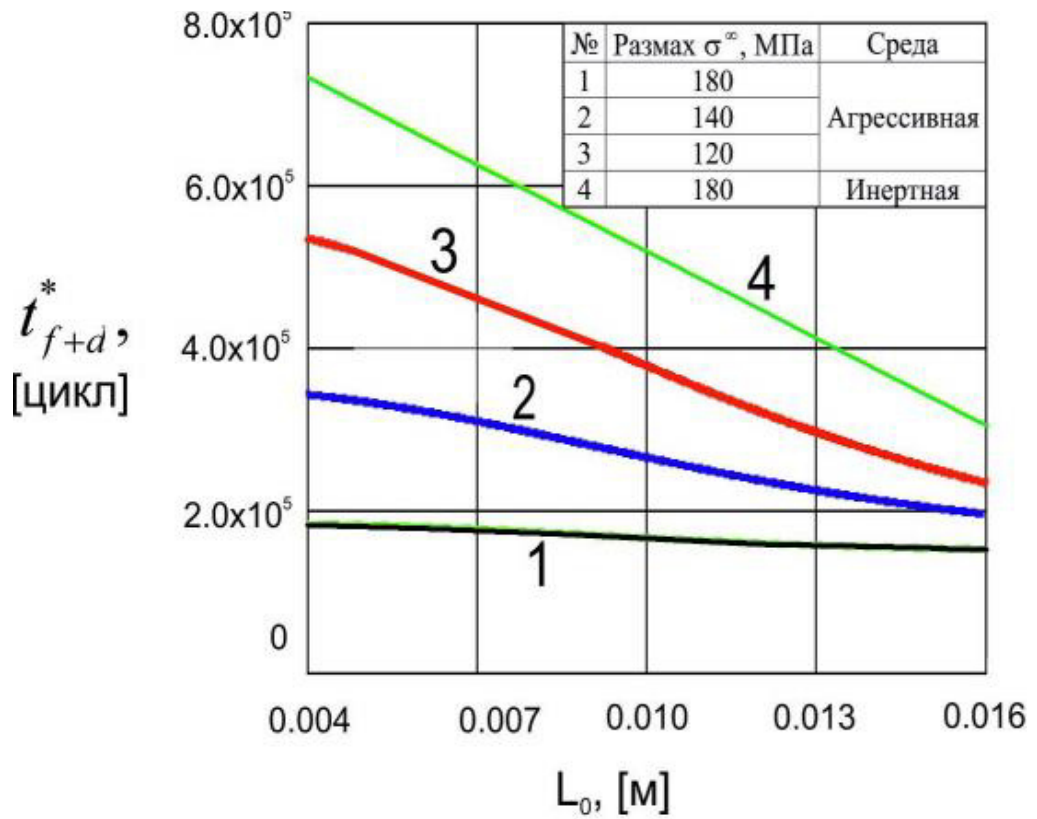 8.0x10⁵
№ Размах σ^∞, МПа Среда
1 180
2 140 Агрессивная
3 120
4 180 Инертная
6.0x10⁵
3
4
t*f+d,
[цикл]
4.0x10⁵
2
2.0x10⁵
1
0
0.004 0.007 0.010 0.013 0.016
L₀, [м]